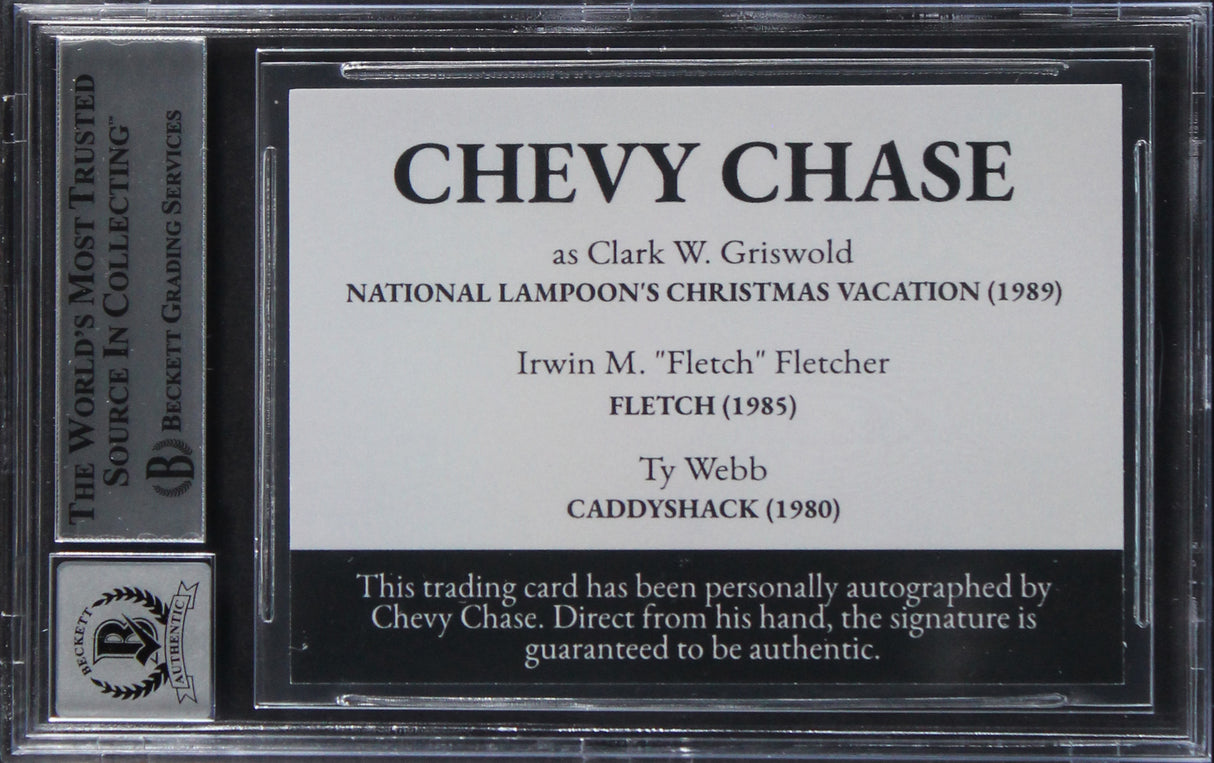 THE WORLD'S MOST TRUSTED
SOURCE IN COLLECTING™
BECKETT GRADING SERVICES
B
BECKETT
B
AUTHENTIC
CHEVY CHASE
as Clark W. Griswold
NATIONAL LAMPOON'S CHRISTMAS VACATION (1989)
Irwin M. "Fletch" Fletcher
FLETCH (1985)
Ty Webb
CADDYSHACK (1980)
This trading card has been personally autographed by
Chevy Chase. Direct from his hand, the signature is
guaranteed to be authentic.